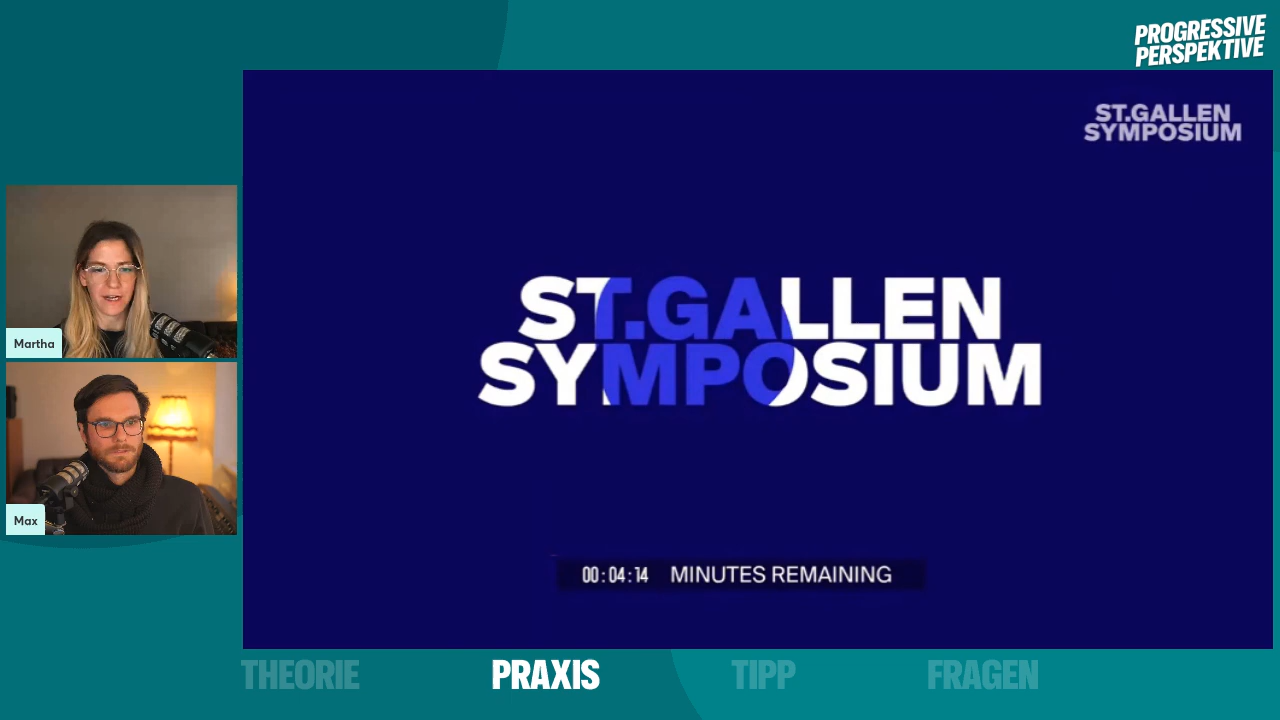 PROGRESSIVE
PERSPEKTIVE
ST.GALLEN
SYMPOSIUM
ST.GALLEN
SYMPOSIUM
Martha
Max
00:04:14 MINUTES REMAINING
THEORIE PRAXIS TIPP FRAGEN